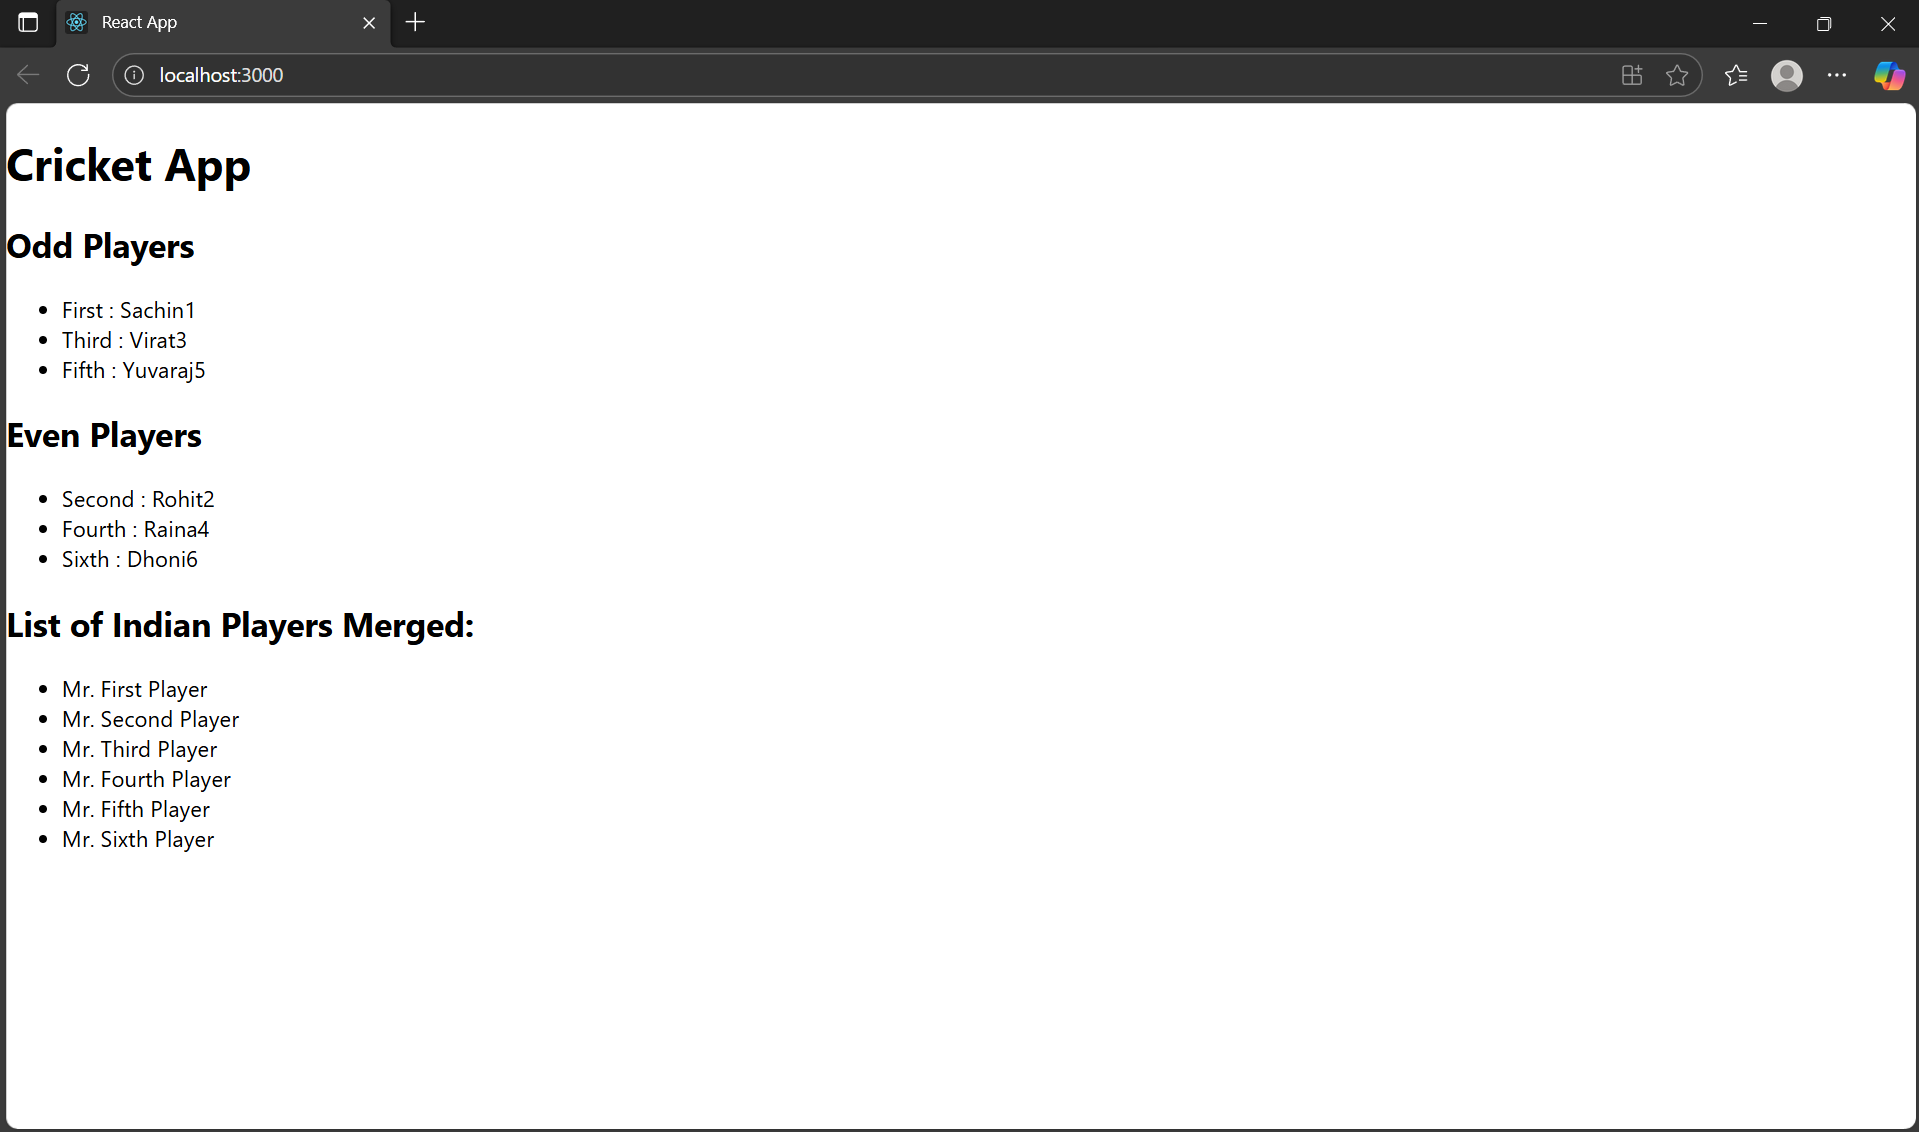 React App
localhost:3000
Cricket App
Odd Players
First : Sachin1
Third : Virat3
Fifth : Yuvaraj5
Even Players
Second : Rohit2
Fourth : Raina4
Sixth : Dhoni6
List of Indian Players Merged:
Mr. First Player
Mr. Second Player
Mr. Third Player
Mr. Fourth Player
Mr. Fifth Player
Mr. Sixth Player